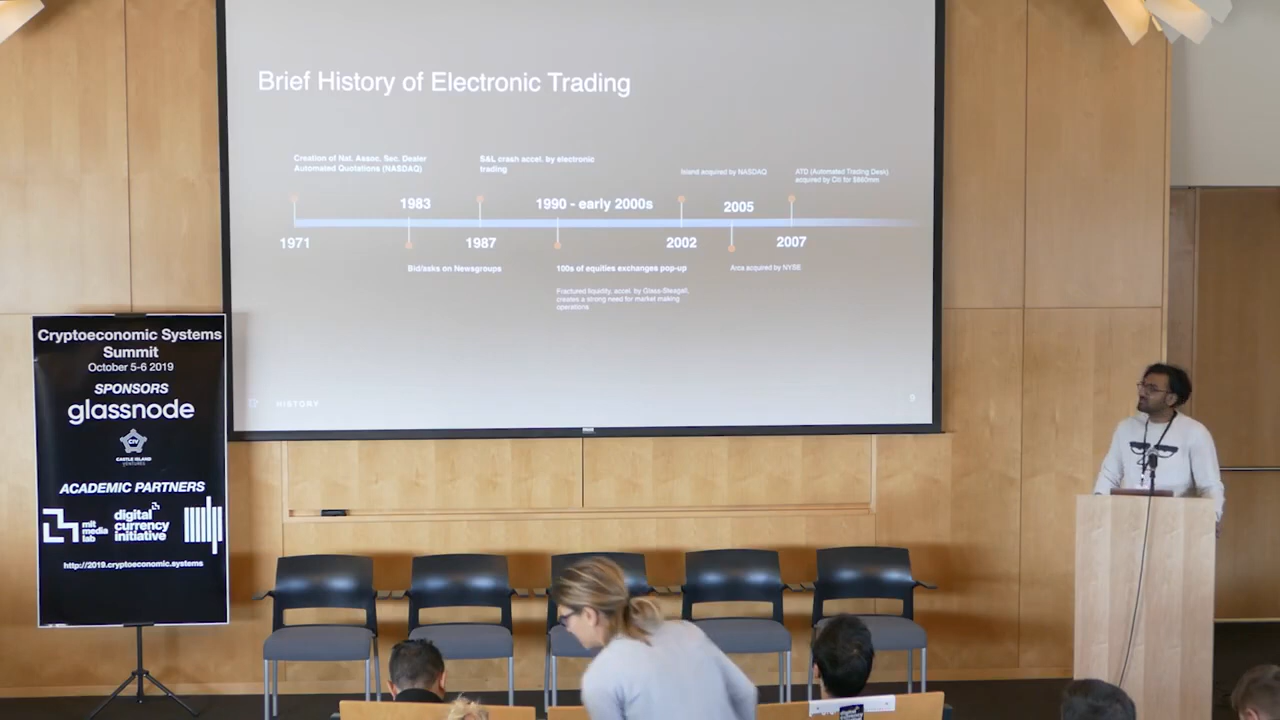 Brief History of Electronic Trading
Creation of Nat. Assoc. Sec. Dealer
Automated Quotations (NASDAQ)
S&L crash accel. by electronic
trading
Island acquired by NASDAQ
ATD (Automated Trading Desk)
acquired by Citi for $680mm
1983
1990 - early 2000s
2005
1971
1987
2002
2007
Bid/asks on Newsgroups
100s of equities exchanges pop-up
Arca acquired by NYSE
Fractured liquidity, accel. by Glass-Steagall,
creates a strong need for market making
operations
HISTORY
9
Cryptoeconomic Systems
Summit
October 5-6 2019
SPONSORS
glassnode
CIV
CASTLE ISLAND
VENTURES
ACADEMIC PARTNERS
mit
media
lab
digital
currency
initiative
http://2019.cryptoeconomic.systems